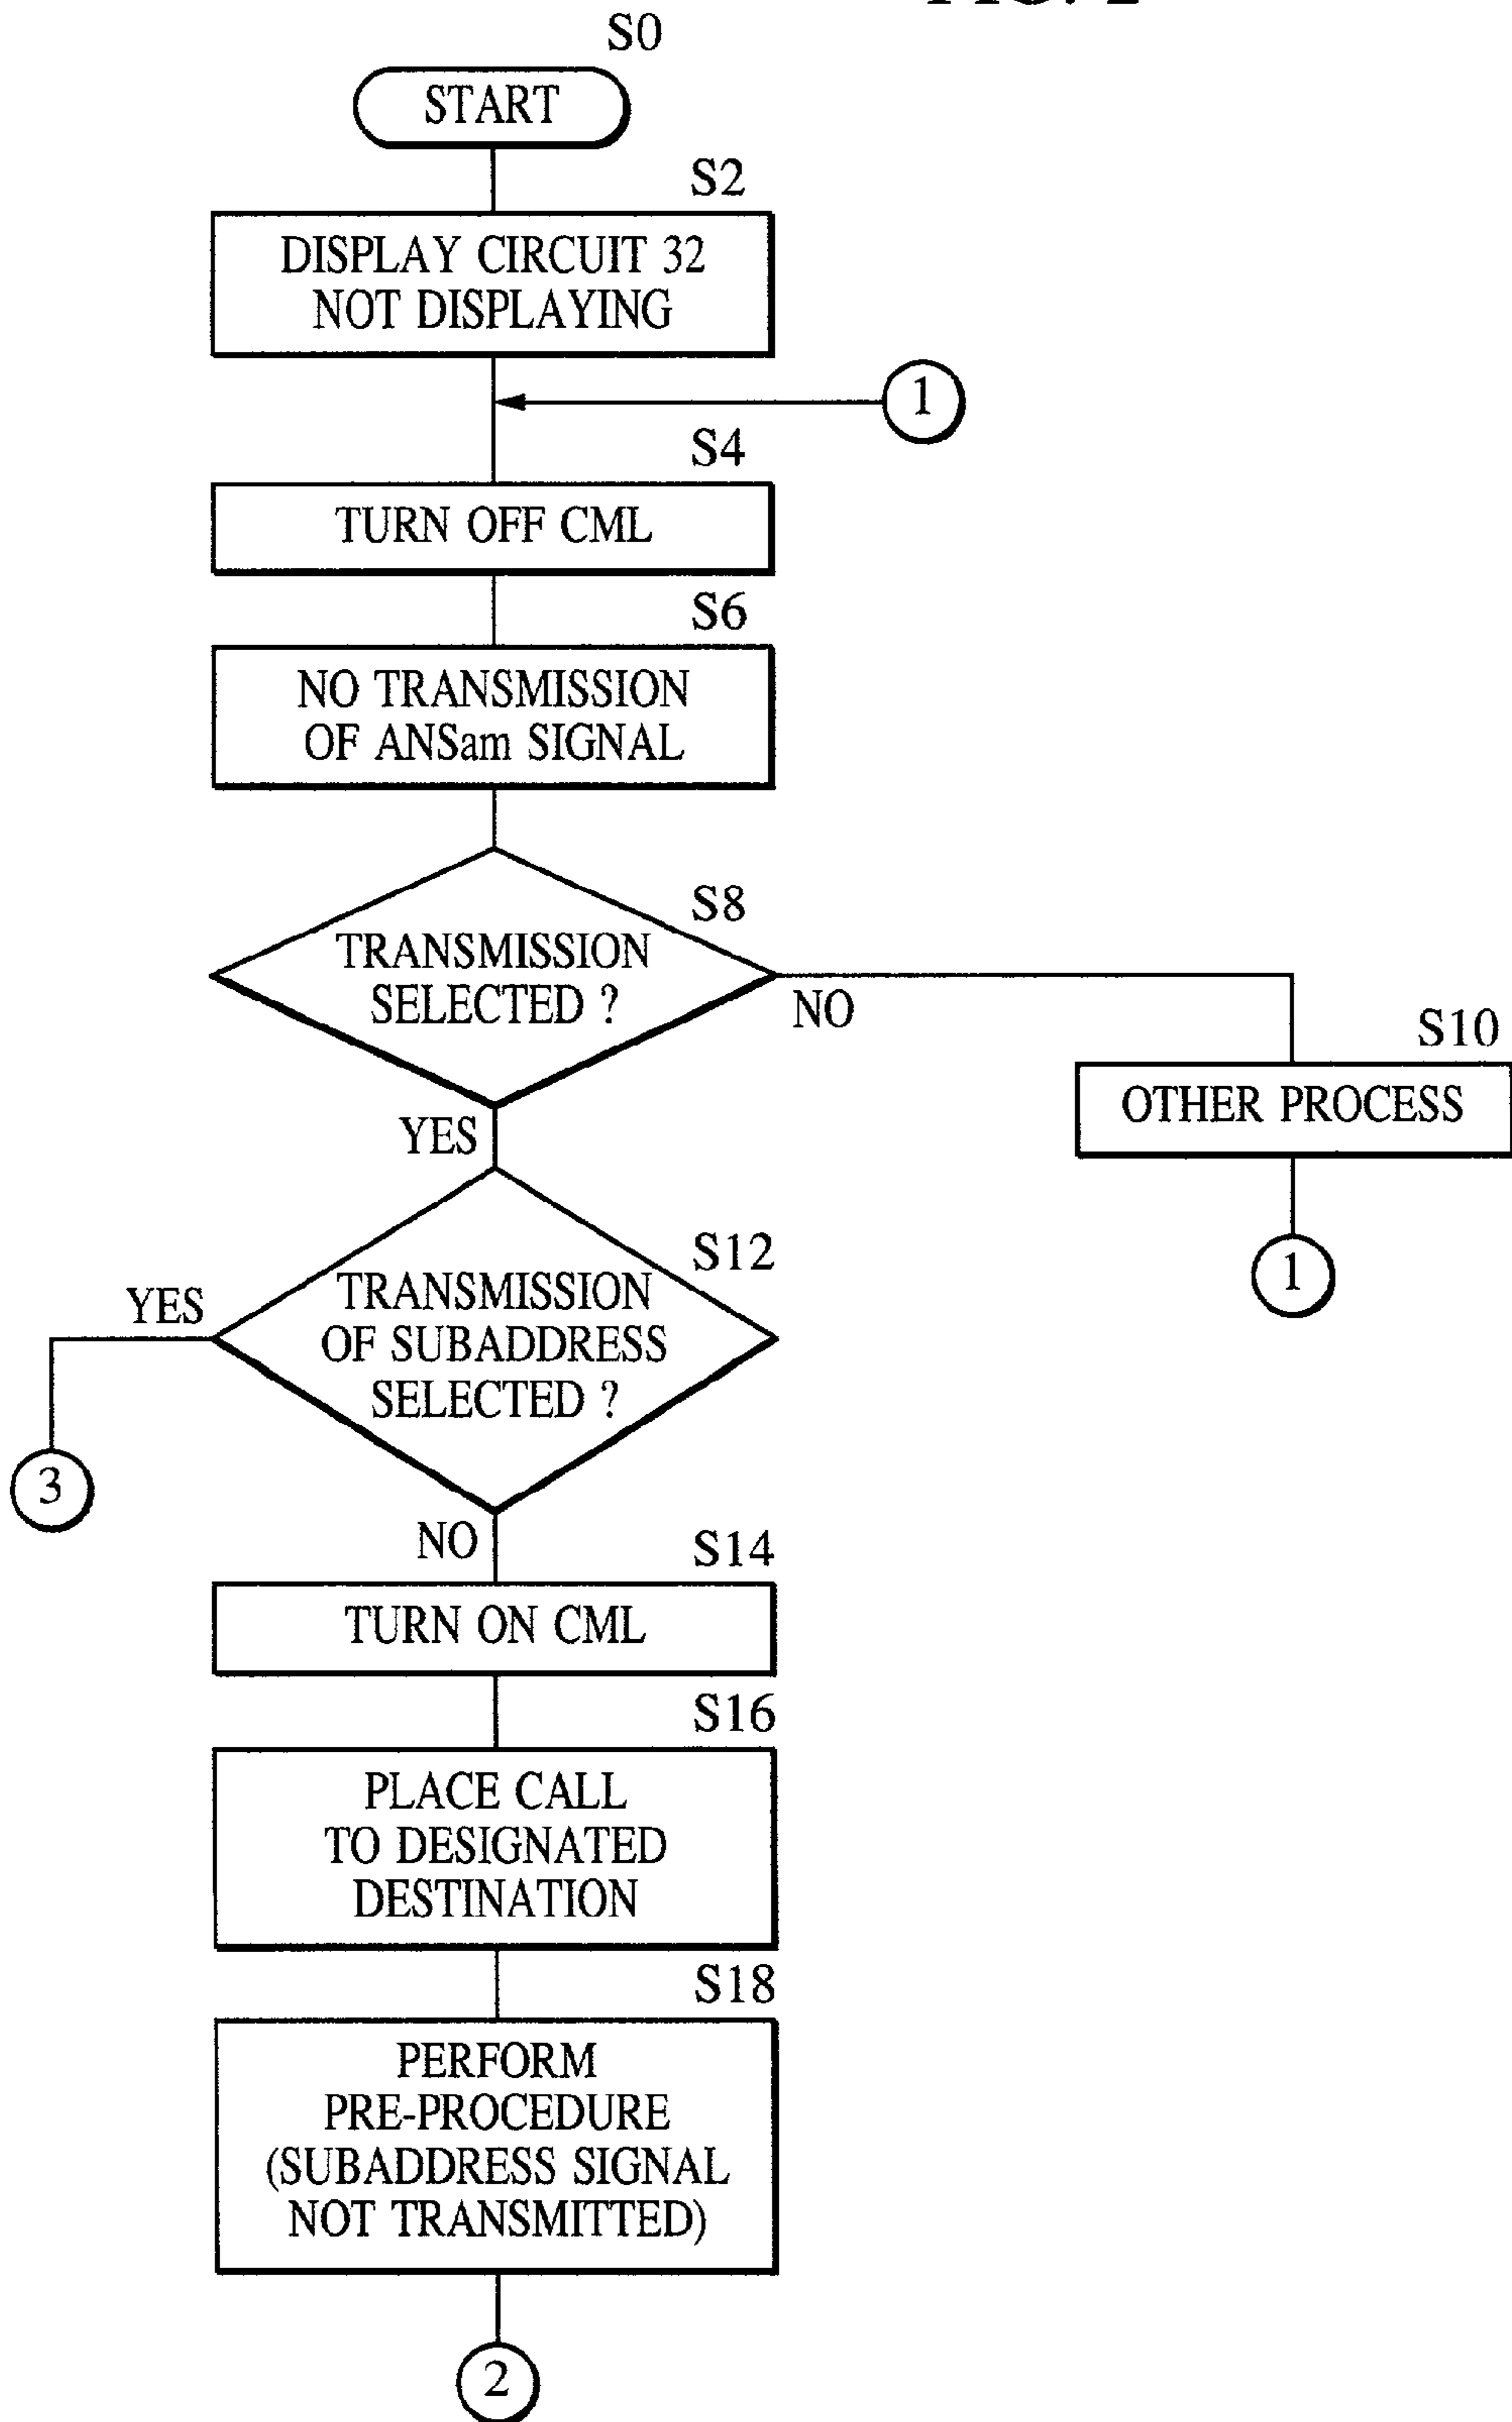 S0
START
S2
DISPLAY CIRCUIT 32
NOT DISPLAYING
1
S4
TURN OFF CML
S6
NO TRANSMISSION
OF ANSam SIGNAL
S8
TRANSMISSION
SELECTED ?
NO
S10
OTHER PROCESS
YES
1
S12
TRANSMISSION
OF SUBADDRESS
SELECTED ?
YES
3
NO
S14
TURN ON CML
S16
PLACE CALL
TO DESIGNATED
DESTINATION
S18
PERFORM
PRE-PROCEDURE
(SUBADDRESS SIGNAL
NOT TRANSMITTED)
2